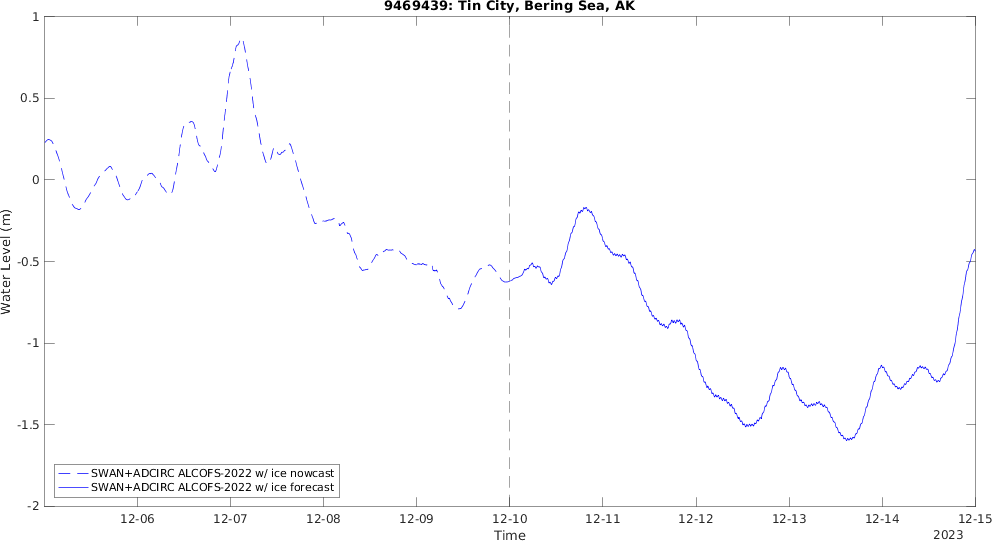 9469439: Tin City, Bering Sea, AK
Water Level (m)
1
0.5
0
-0.5
-1
-1.5
-2
SWAN+ADCIRC ALCOFS-2022 w/ ice nowcast
SWAN+ADCIRC ALCOFS-2022 w/ ice forecast
12-06 12-07 12-08 12-09 12-10 12-11 12-12 12-13 12-14 12-15
Time
2023